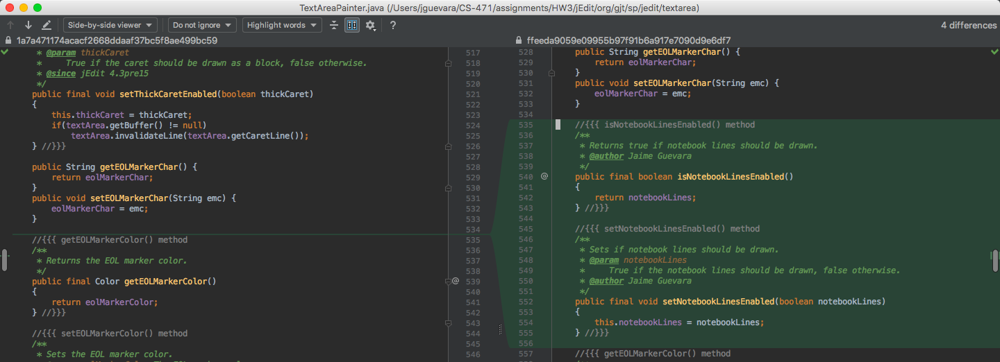 TextAreaPainter.java (/Users/jguevara/CS-471/assignments/HW3/jEdit/org/gjt/sp/jedit/textarea)
Side-by-side viewer Do not ignore Highlight words ? 4 differences
1a7a471174acacf2668ddaaf37bc5f8ae499bc59
* @param thickCaret 517
* True if the caret should be drawn as a block, false otherwise. 518
* @since jEdit 4.3pre15 519
*/ 520
public final void setThickCaretEnabled(boolean thickCaret) 521
{ 522
this.thickCaret = thickCaret; 523
if(textArea.getBuffer() != null) 524
textArea.invalidateLine(textArea.getCaretLine()); 525
} //}}} 526
527
public String getEOLMarkerChar() { 528
return eolMarkerChar; 529
} 530
public void setEOLMarkerChar(String emc) { 531
eolMarkerChar = emc; 532
} 533
534
//{{{ getEOLMarkerColor() method 535
/** 536
* Returns the EOL marker color. 537
*/ 538
public final Color getEOLMarkerColor() @ 539
{ 540
return eolMarkerColor; 541
} //}}} 542
543
//{{{ setEOLMarkerColor() method 544
/** 545
* Sets the EOL marker color. 546
ffeeda9059e09955b97f91b6a917e7090d9e6df7
528 public String getEOLMarkerChar() {
529 return eolMarkerChar;
530 }
531 public void setEOLMarkerChar(String emc) {
532 eolMarkerChar = emc;
533 }
534
535 //{{{ isNotebookLinesEnabled() method
536 /**
537 * Returns true if notebook lines should be drawn.
538 * @author Jaime Guevara
539 */
540 @ public final boolean isNotebookLinesEnabled()
541 {
542 return notebookLines;
543 } //}}}
544
545 //{{{ setNotebookLinesEnabled() method
546 /**
547 * Sets if notebook lines should be drawn.
548 * @param notebookLines
549 * True if the notebook lines should be drawn, false otherwise.
550 * @author Jaime Guevara
551 */
552 public final void setNotebookLinesEnabled(boolean notebookLines)
553 {
554 this.notebookLines = notebookLines;
555 } //}}}
556
557 //{{{ getEOLMarkerColor() method